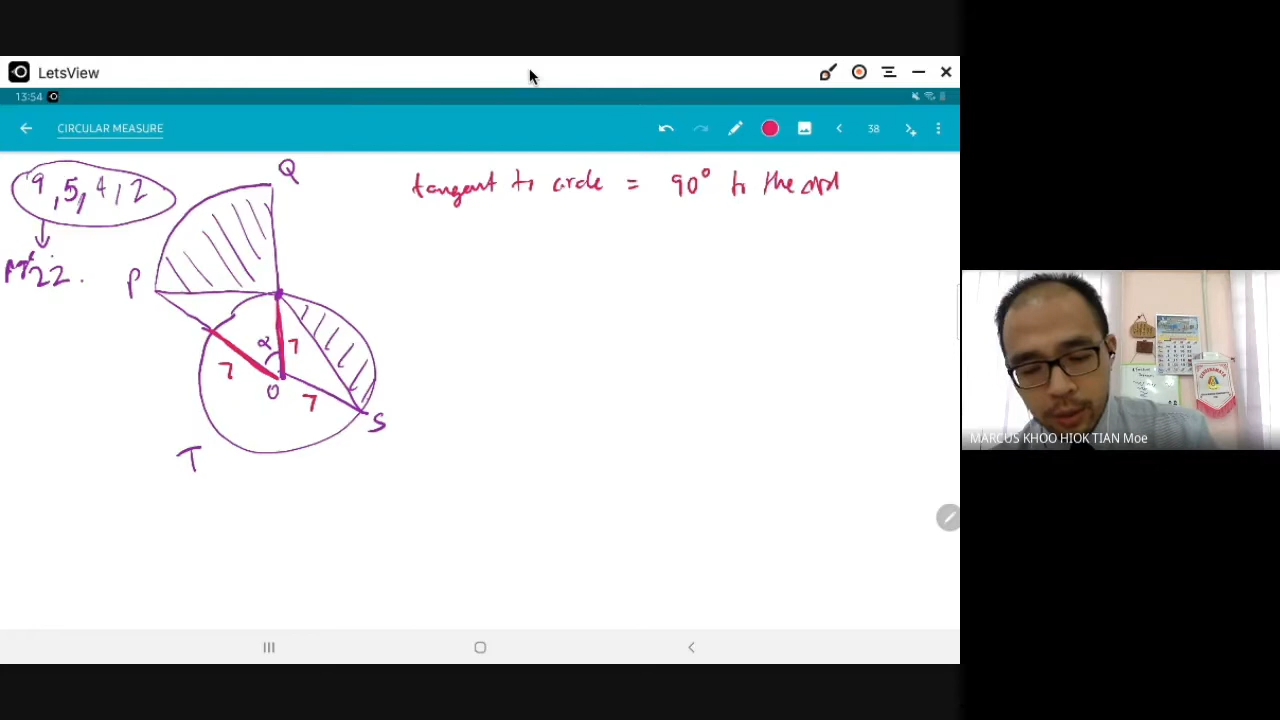 LetsView
13:54
CIRCULAR MEASURE
38
9, 5, 4, 2
22.
Q
tangent to circle = 90° to the
P
α
7
7
7
O
S
T
MARCUS KHOO HIOK TIAN Moe